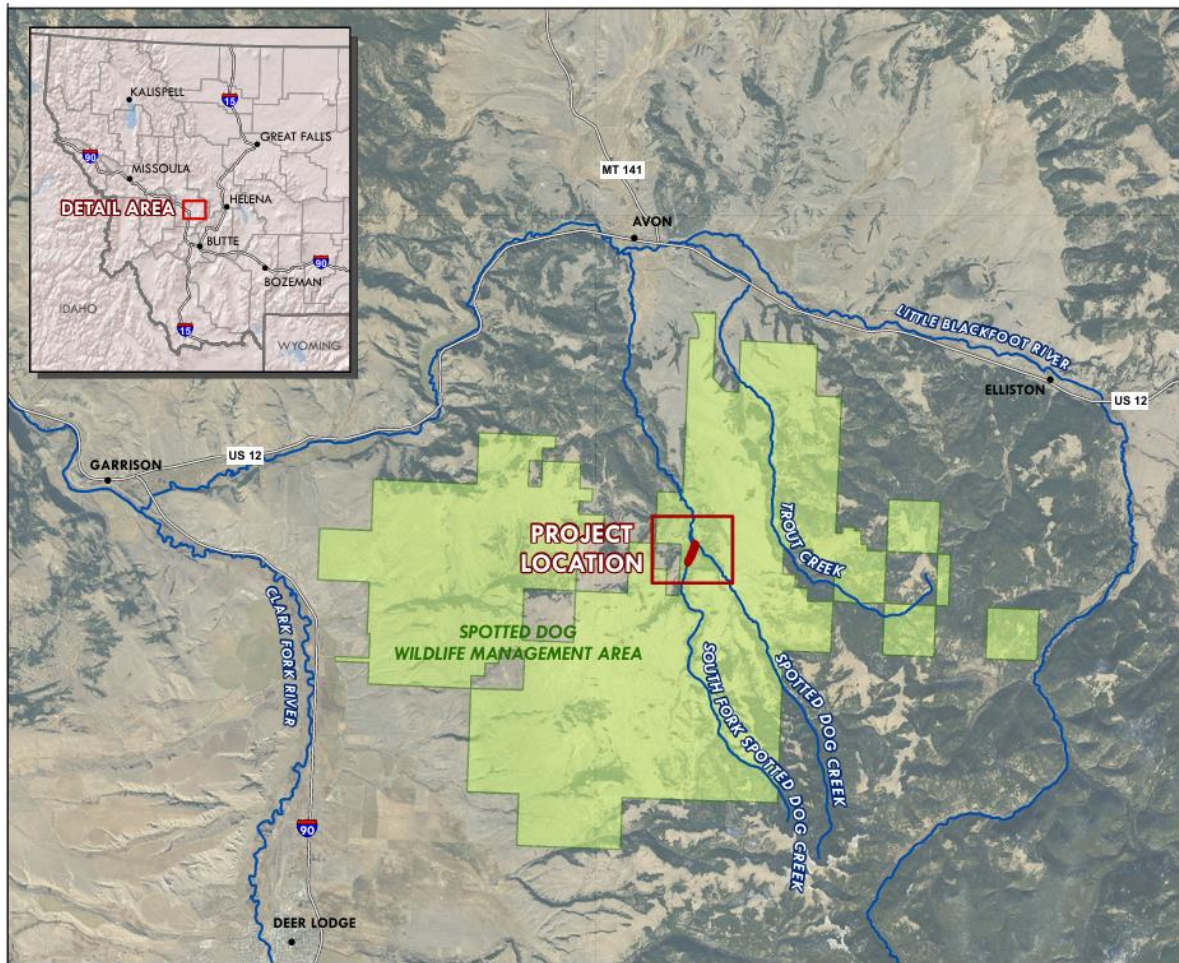 KALISPELL
15
GREAT FALLS
90
MISSOULA
DETAIL AREA
HELENA
BUTTE
90
BOZEMAN
IDAHO
15
WYOMING
MT 141
AVON
LITTLE BLACKFOOT RIVER
ELLISTON
US 12
US 12
GARRISON
CLARK FORK RIVER
PROJECT
LOCATION
TROUT CREEK
SPOTTED DOG
WILDLIFE MANAGEMENT AREA
SOUTH FORK SPOTTED DOG CREEK
SPOTTED DOG CREEK
90
DEER LODGE